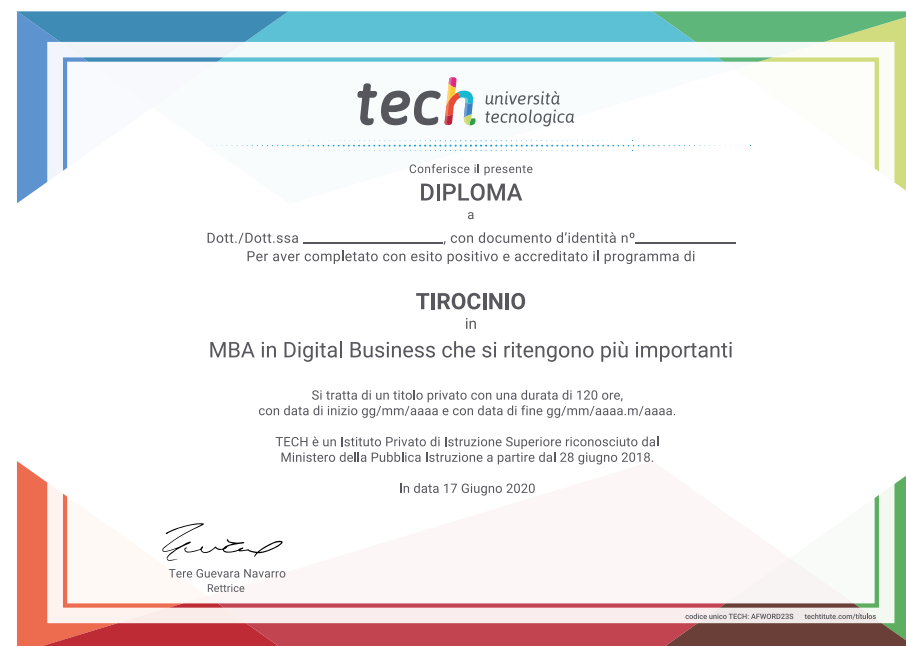 tech università
tecnologica
Conferisce il presente
DIPLOMA
a
Dott./Dott.ssa ____________________, con documento d'identità nº______________
Per aver completato con esito positivo e accreditato il programma di
TIROCINIO
in
MBA in Digital Business che si ritengono più importanti
Si tratta di un titolo privato con una durata di 120 ore,
con data di inizio gg/mm/aaaa e con data di fine gg/mm/aaaa.m/aaaa.
TECH è un Istituto Privato di Istruzione Superiore riconosciuto dal
Ministero della Pubblica Istruzione a partire dal 28 giugno 2018.
In data 17 Giugno 2020
Tere Guevara Navarro
Rettrice
codice unico TECH: AFWORD23S techtitute.com/titulos